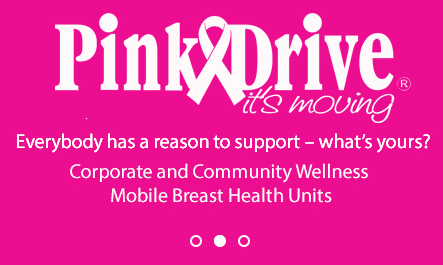 PinkDrive®
it's moving
Everybody has a reason to support – what's yours?
Corporate and Community Wellness
Mobile Breast Health Units